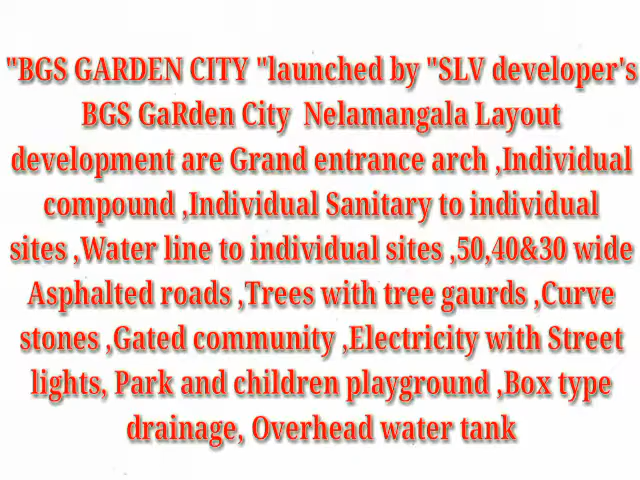 "BGS GARDEN CITY "launched by "SLV developer's
BGS GaRden City Nelamangala Layout
development are Grand entrance arch ,Individual
compound ,Individual Sanitary to individual
sites ,Water line to individual sites ,50,40&30 wide
Asphalted roads ,Trees with tree gaurds ,Curve
stones ,Gated community ,Electricity with Street
lights, Park and children playground ,Box type
drainage, Overhead water tank